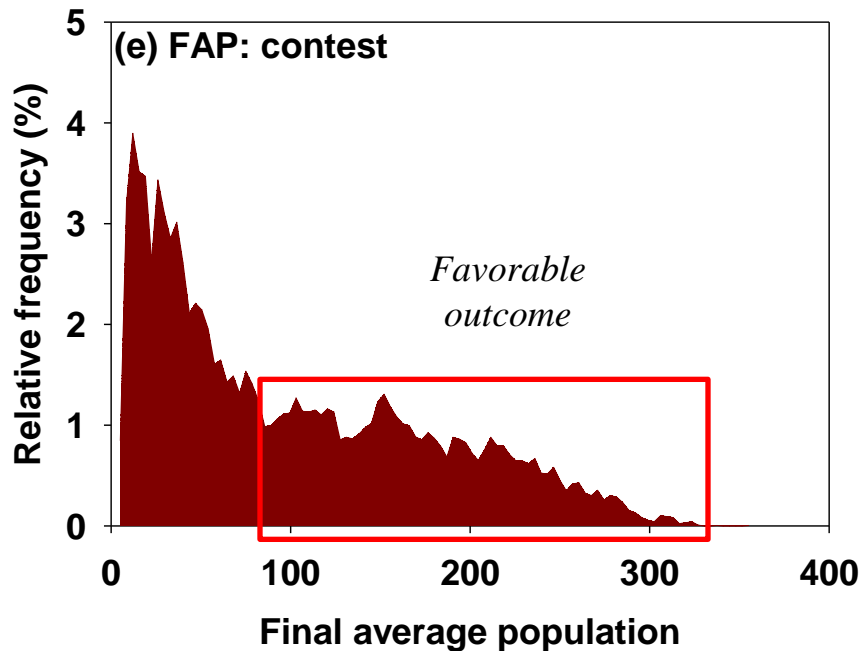 (e) FAP: contest
Relative frequency (%)
5
4
3
2
1
0
Favorable
outcome
0 100 200 300 400
Final average population